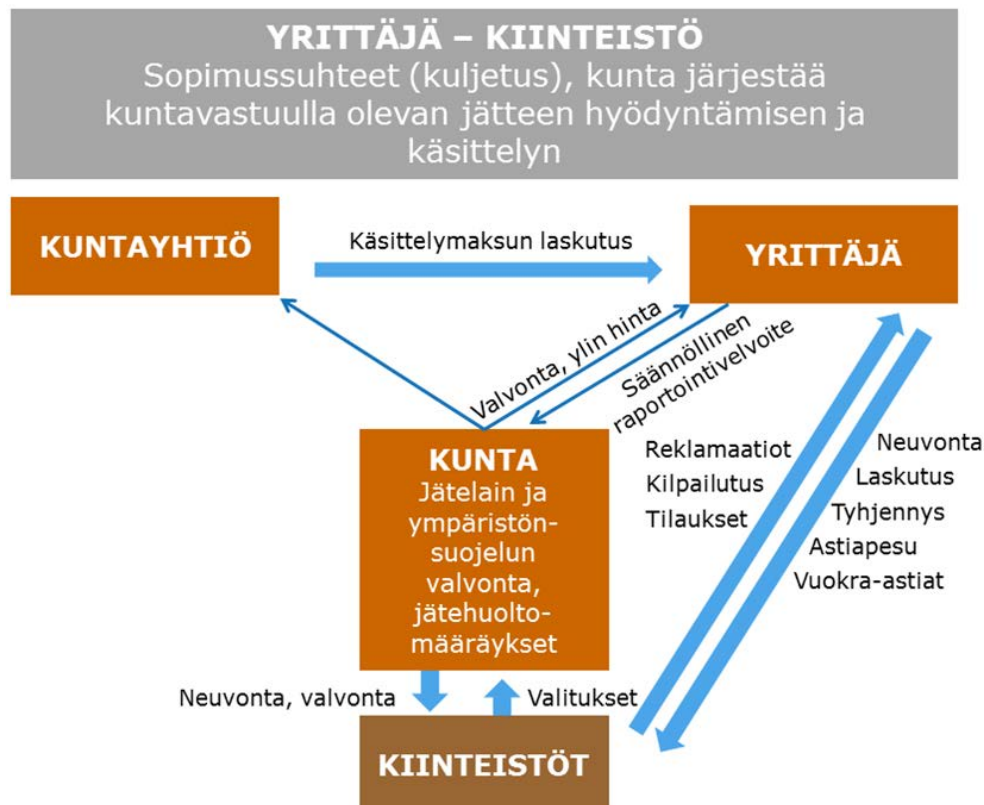 YRITTÄJÄ – KIINTEISTÖ
Sopimussuhteet (kuljetus), kunta järjestää
kuntavastuulla olevan jätteen hyödyntämisen ja
käsittelyn
KUNTAYHTIÖ
Käsittelymaksun laskutus
YRITTÄJÄ
Valvonta, ylin hinta
Säännöllinen
raportointivelvoite
KUNTA
Jätelain ja
ympäristön-
suojelun
valvonta,
jätehuolto-
määräykset
Reklamaatiot
Kilpailutus
Tilaukset
Neuvonta
Laskutus
Tyhjennys
Astiapesu
Vuokra-astiat
Neuvonta, valvonta
Valitukset
KIINTEISTÖT